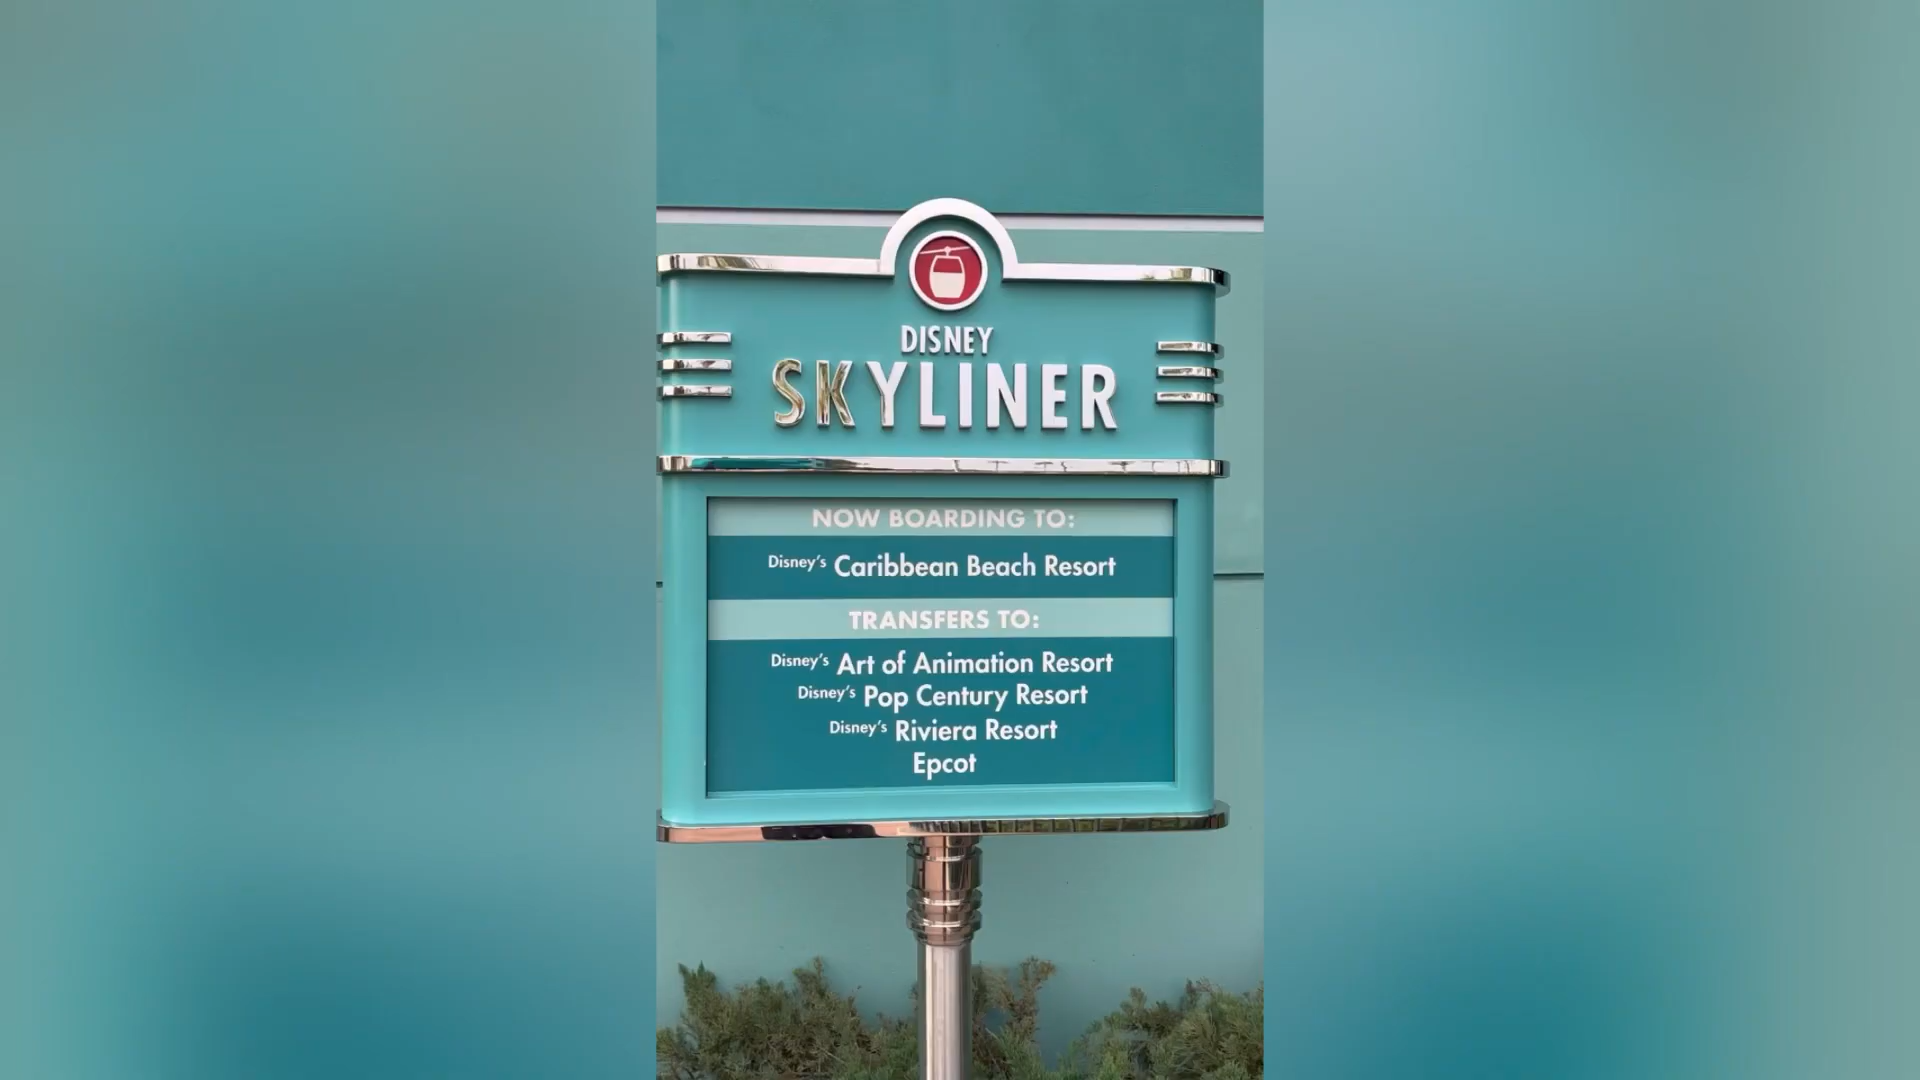 DISNEY
SKYLINER
NOW BOARDING TO:
Disney's Caribbean Beach Resort
TRANSFERS TO:
Disney's Art of Animation Resort
Disney's Pop Century Resort
Disney's Riviera Resort
Epcot